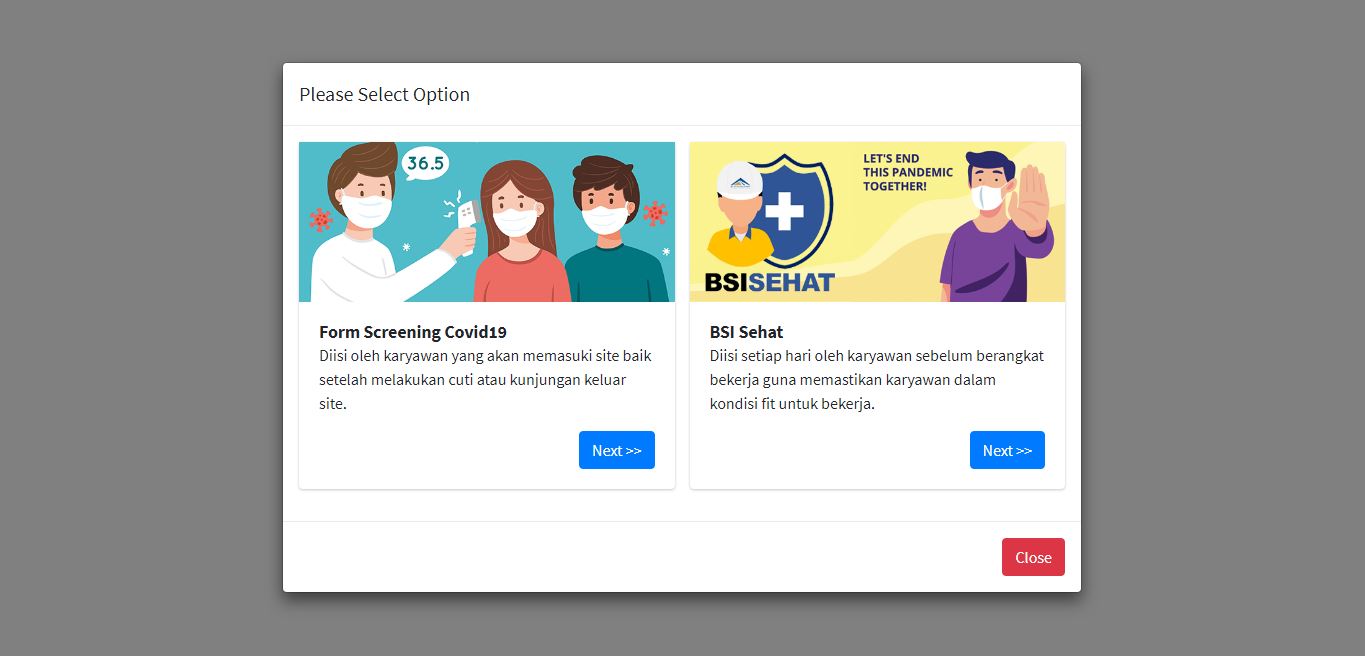 Please Select Option
36.5
LET'S END
THIS PANDEMIC
TOGETHER!
BSISEHAT
Form Screening Covid19
Diisi oleh karyawan yang akan memasuki site baik
setelah melakukan cuti atau kunjungan keluar
site.
Next >>
BSI Sehat
Diisi setiap hari oleh karyawan sebelum berangkat
bekerja guna memastikan karyawan dalam
kondisi fit untuk bekerja.
Next >>
Close